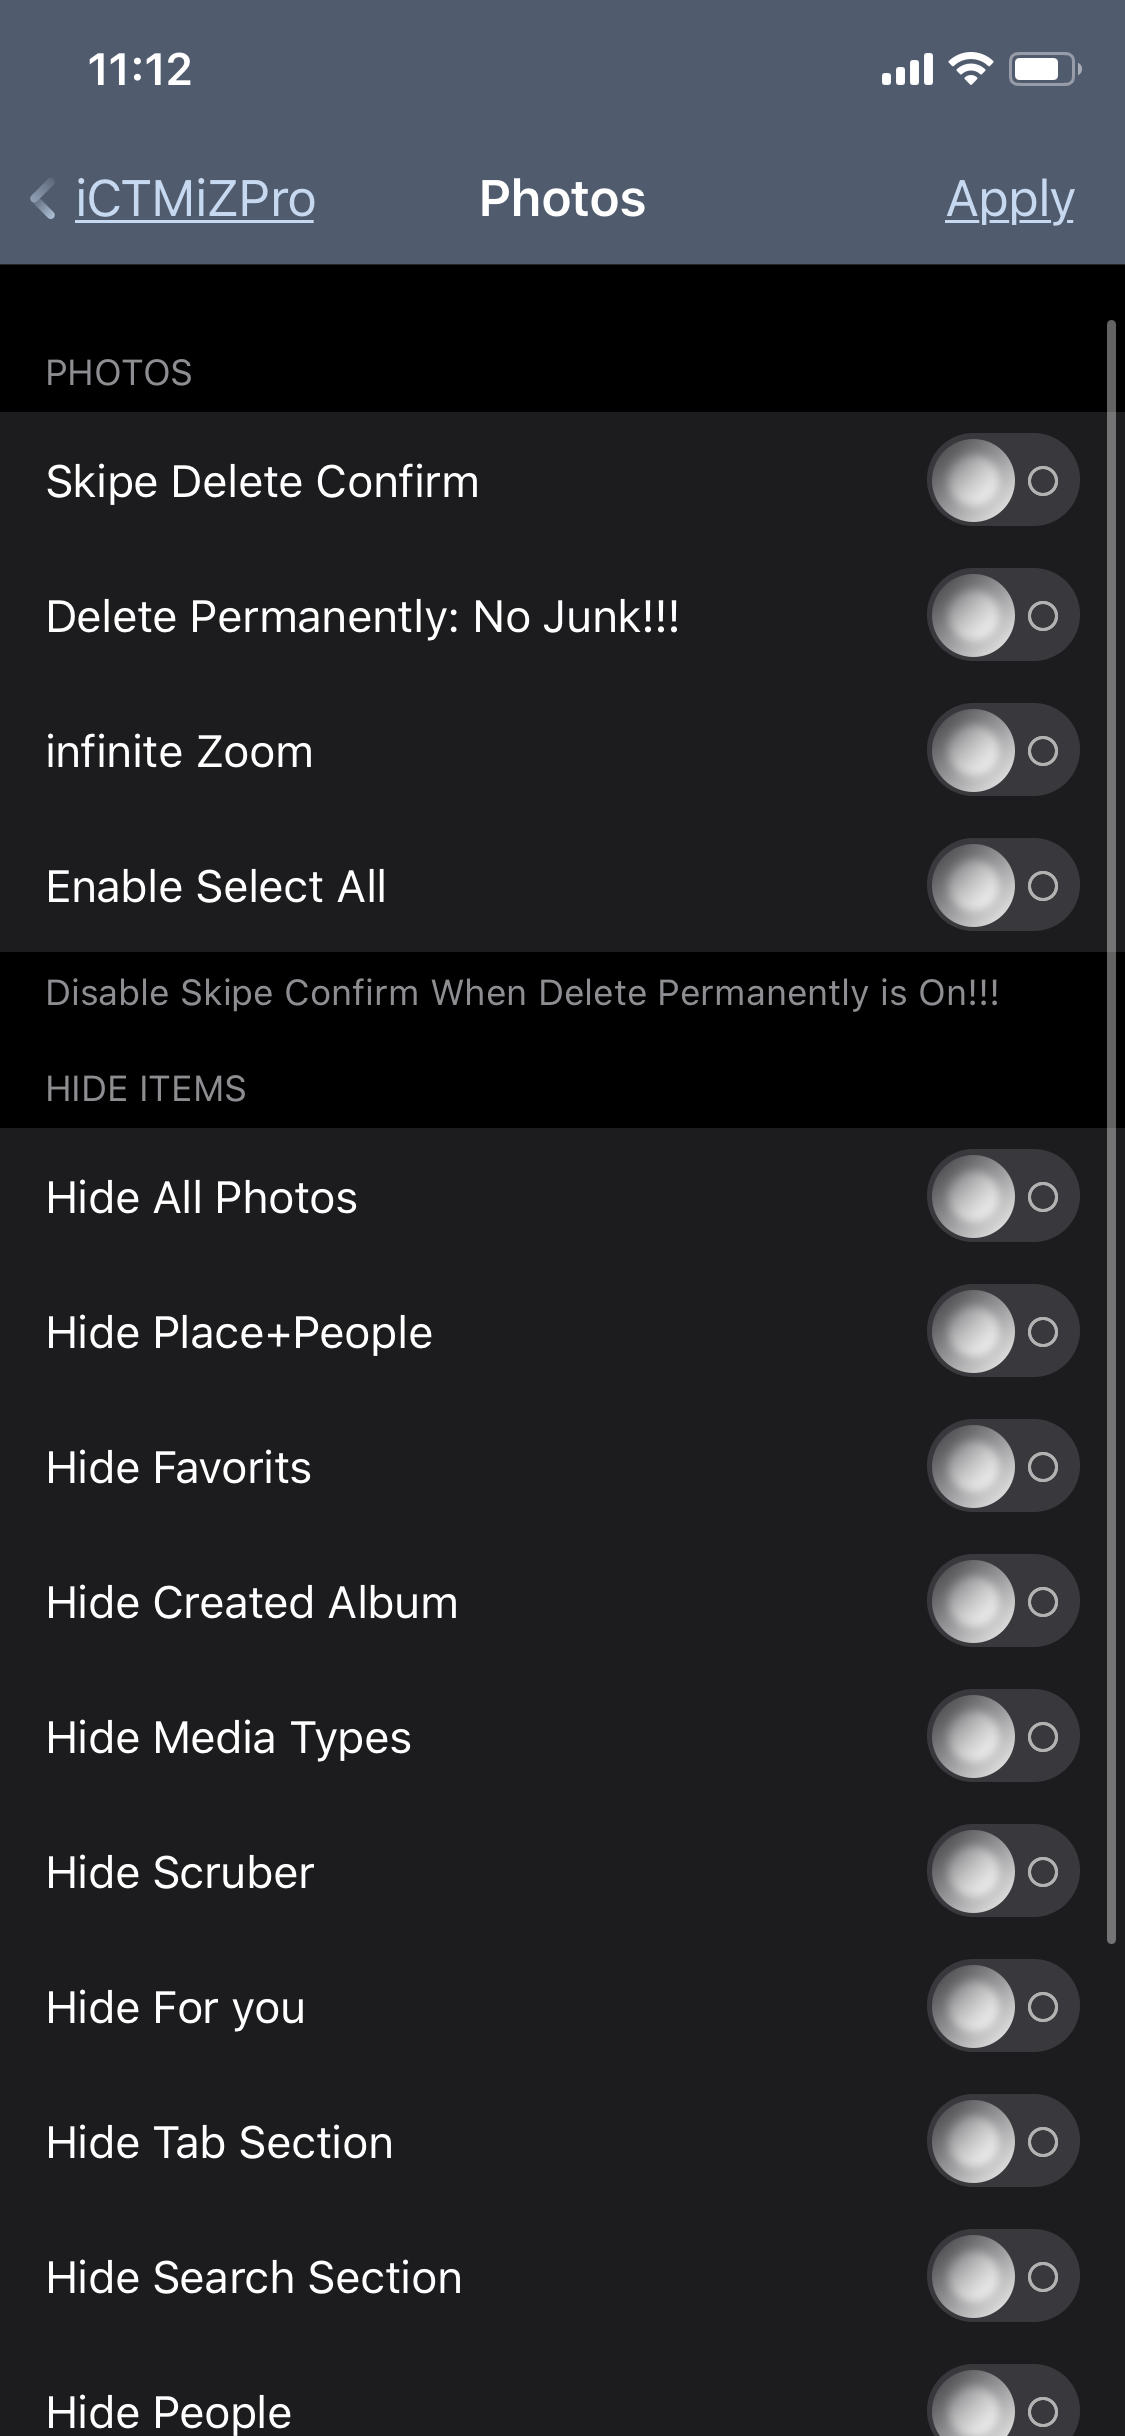 11:12
iCTMiZPro
Photos
Apply
PHOTOS
Skipe Delete Confirm
Delete Permanently: No Junk!!!
infinite Zoom
Enable Select All
Disable Skipe Confirm When Delete Permanently is On!!!
HIDE ITEMS
Hide All Photos
Hide Place+People
Hide Favorits
Hide Created Album
Hide Media Types
Hide Scruber
Hide For you
Hide Tab Section
Hide Search Section
Hide People